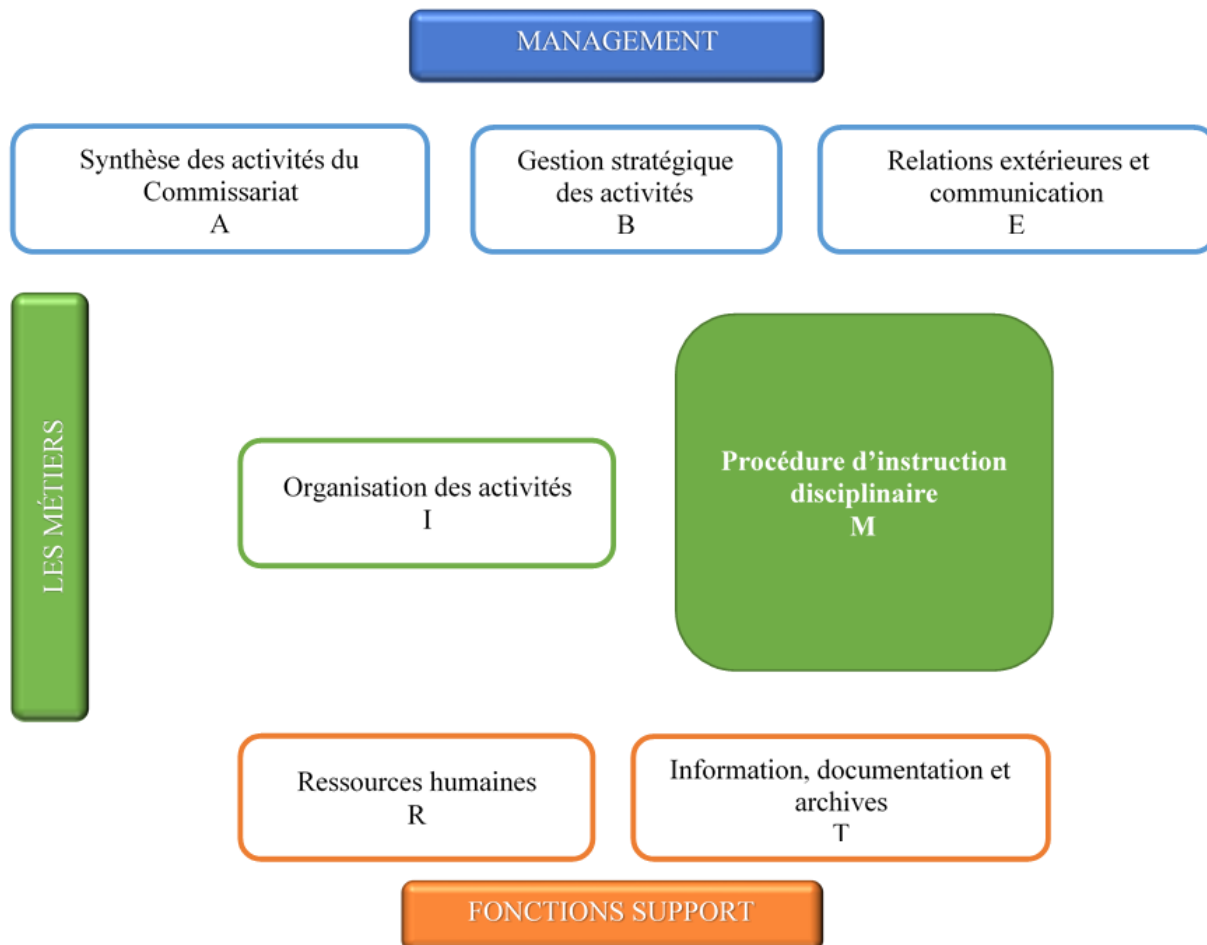 MANAGEMENT
Synthèse des activités du
Commissariat
A
Gestion stratégique
des activités
B
Relations extérieures et
communication
E
LES MÉTIERS
Organisation des activités
I
Procédure d’instruction
disciplinaire
M
Ressources humaines
R
Information, documentation et
archives
T
FONCTIONS SUPPORT